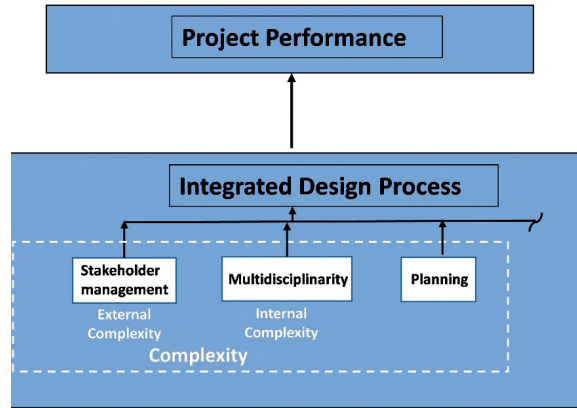 Project Performance
Integrated Design Process
Stakeholder
management
Multidisciplinarity
Planning
External
Complexity
Internal
Complexity
Complexity